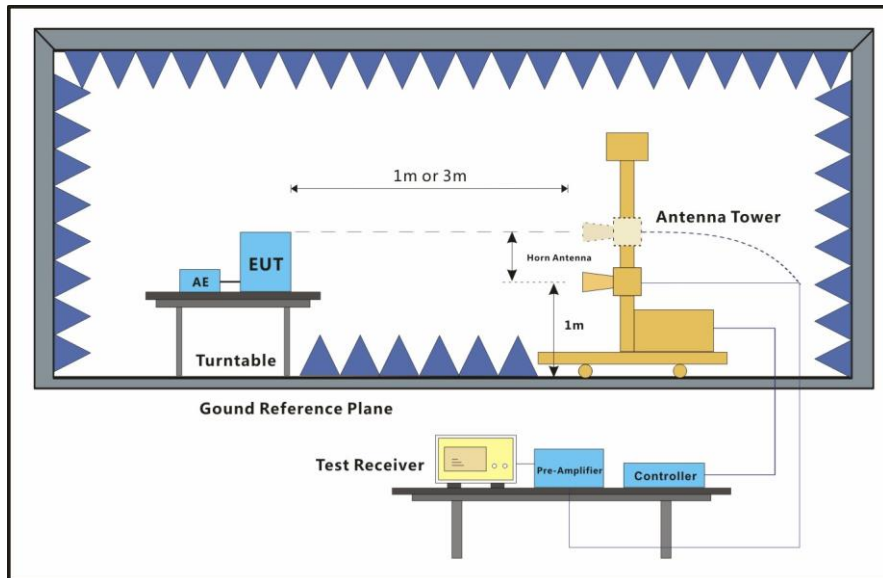 1m or 3m
Antenna Tower
Horn Antenna
EUT
AE
1m
Turntable
Gound Reference Plane
Test Receiver
Pre-Amplifier
Controller